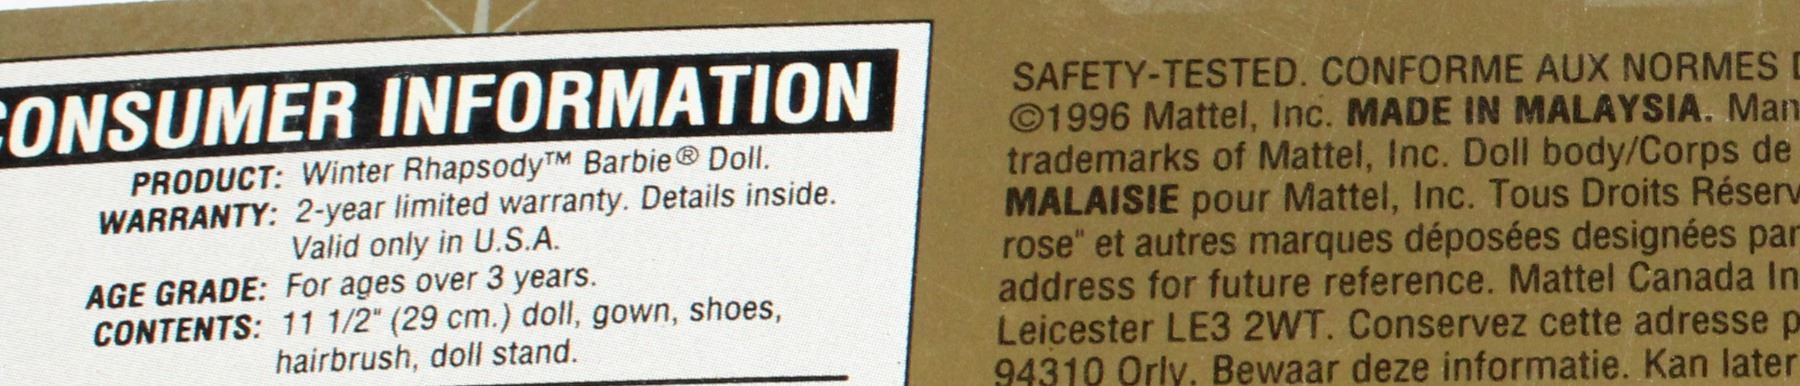 CONSUMER INFORMATION
PRODUCT: Winter Rhapsody™ Barbie® Doll.
WARRANTY: 2-year limited warranty. Details inside.
Valid only in U.S.A.
AGE GRADE: For ages over 3 years.
CONTENTS: 11 1/2" (29 cm.) doll, gown, shoes,
hairbrush, doll stand.
SAFETY-TESTED. CONFORME AUX NORMES
©1996 Mattel, Inc. MADE IN MALAYSIA.
trademarks of Mattel, Inc. Doll body/Corps de
MALAISIE pour Mattel, Inc. Tous Droits
rose" et autres marques déposées designées par
address for future reference. Mattel Canada
Leicester LE3 2WT. Conservez cette adresse
94310 Orly. Bewaar deze informatie. Kan later